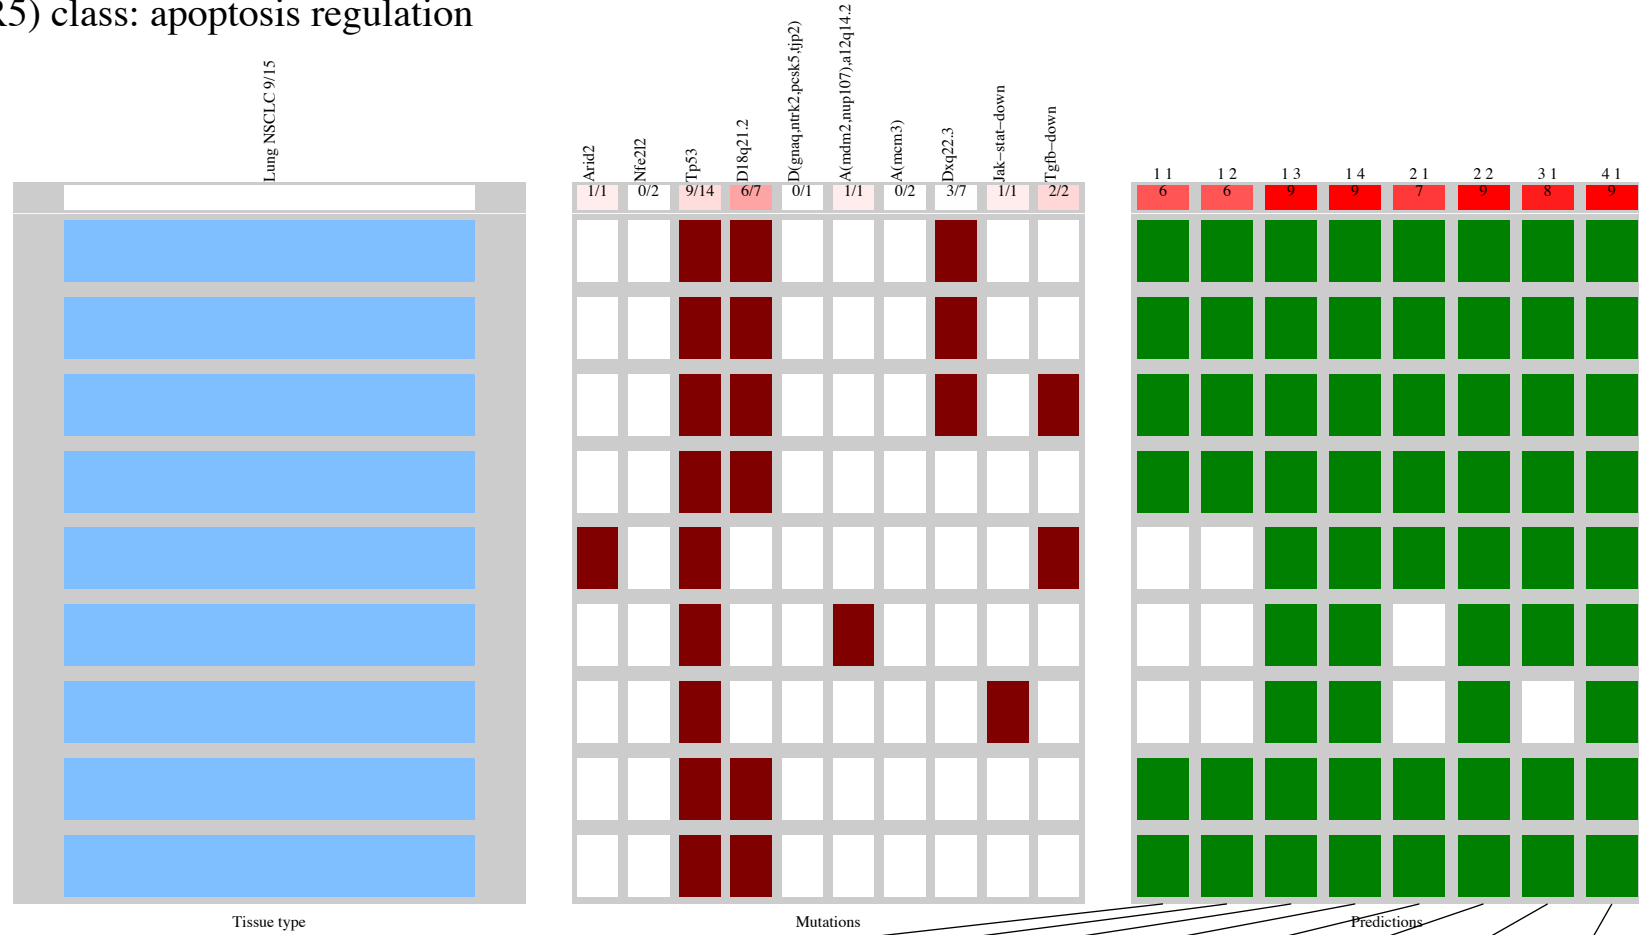 R5) class: apoptosis regulation
Lung NSCLC 9/15
Arid2
Nfe2l2
Tp53
D18q21.2
D(gnaq,ntrk2,pcsk5,tjp2)
A(mdm2,nup107),a12q14.2
A(mcm3)
Dxq22.3
Jak−stat−down
Tgfb−down
1 1 1 2 1 3 1 4 2 1 2 2 3 1 4 1
1/1 0/2 9/14 6/7 0/1 1/1 0/2 3/7 1/1 2/2
6 6 9 9 7 9 8 9
Tissue type
Mutations
Predictions